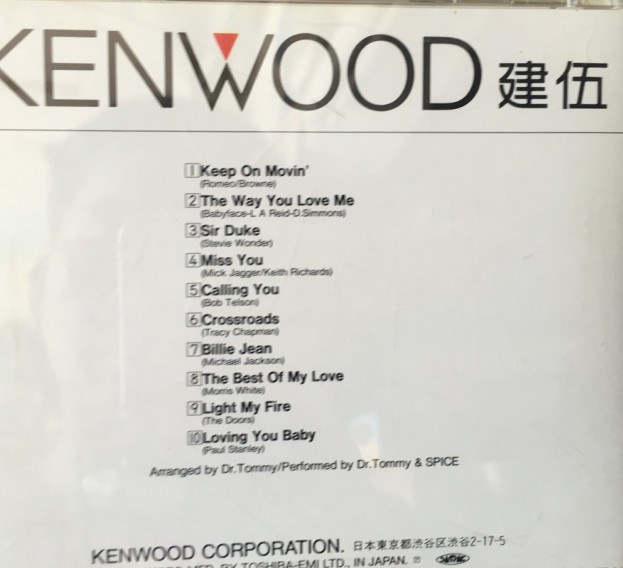 KENWOOD 建伍
1 Keep On Movin'
(Romeo/Browne)
2 The Way You Love Me
(Babyface-L A Reid-D.Simmons)
3 Sir Duke
(Stevie Wonder)
4 Miss You
(Mick Jagger/Keith Richards)
5 Calling You
(Bob Telson)
6 Crossroads
(Tracy Chapman)
7 Billie Jean
(Michael Jackson)
8 The Best Of My Love
(Morris White)
9 Light My Fire
(The Doors)
10 Loving You Baby
(Paul Stanley)
Arranged by Dr.Tommy/Performed by Dr.Tommy & SPICE
KENWOOD CORPORATION. 日本東京都渋谷区渋谷2-17-5
BY TOSHIBA-EMI LTD., IN JAPAN. ℗